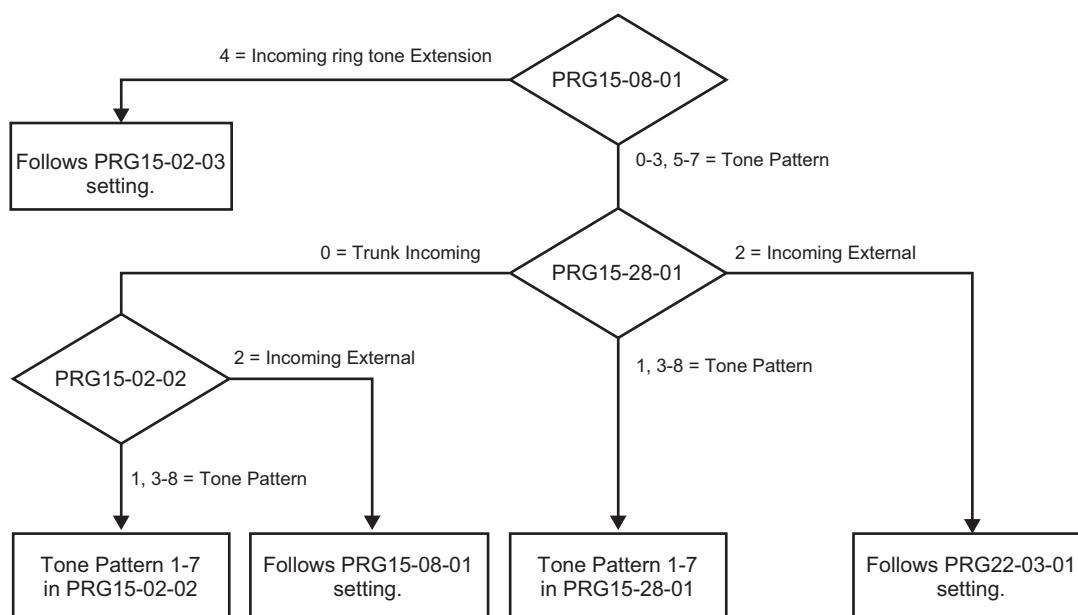 4 = Incoming ring tone Extension
PRG15-08-01
Follows PRG15-02-03
setting.
0-3, 5-7 = Tone Pattern
0 = Trunk Incoming
PRG15-28-01
2 = Incoming External
PRG15-02-02
2 = Incoming External
1, 3-8 = Tone Pattern
1, 3-8 = Tone Pattern
Tone Pattern 1-7
in PRG15-02-02
Follows PRG15-08-01
setting.
Tone Pattern 1-7
in PRG15-28-01
Follows PRG22-03-01
setting.